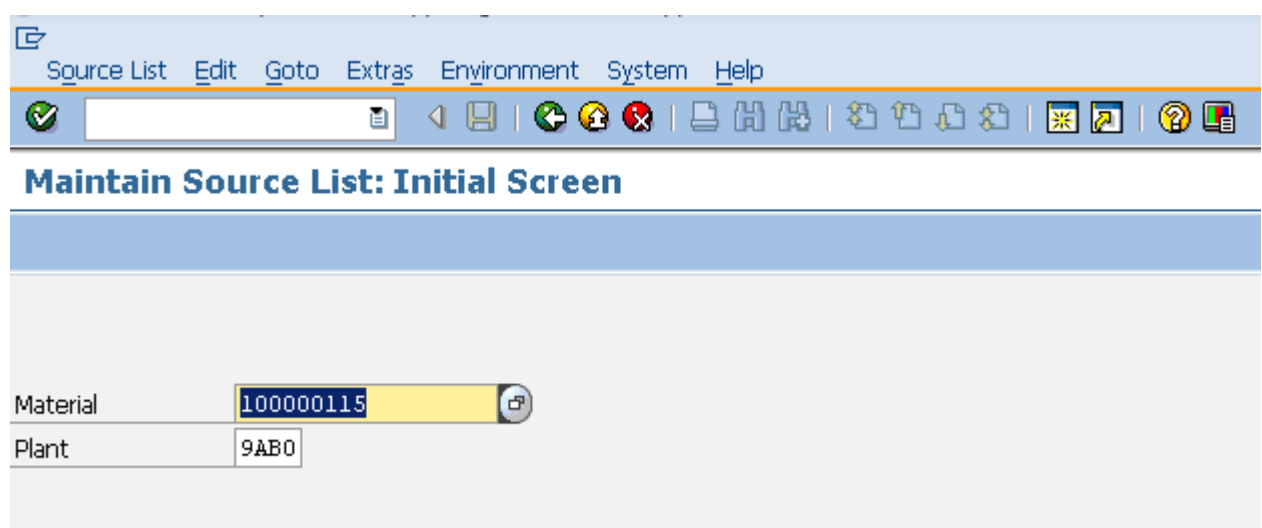 Source List Edit Goto Extras Environment System Help
Maintain Source List: Initial Screen
Material 100000115
Plant 9AB0